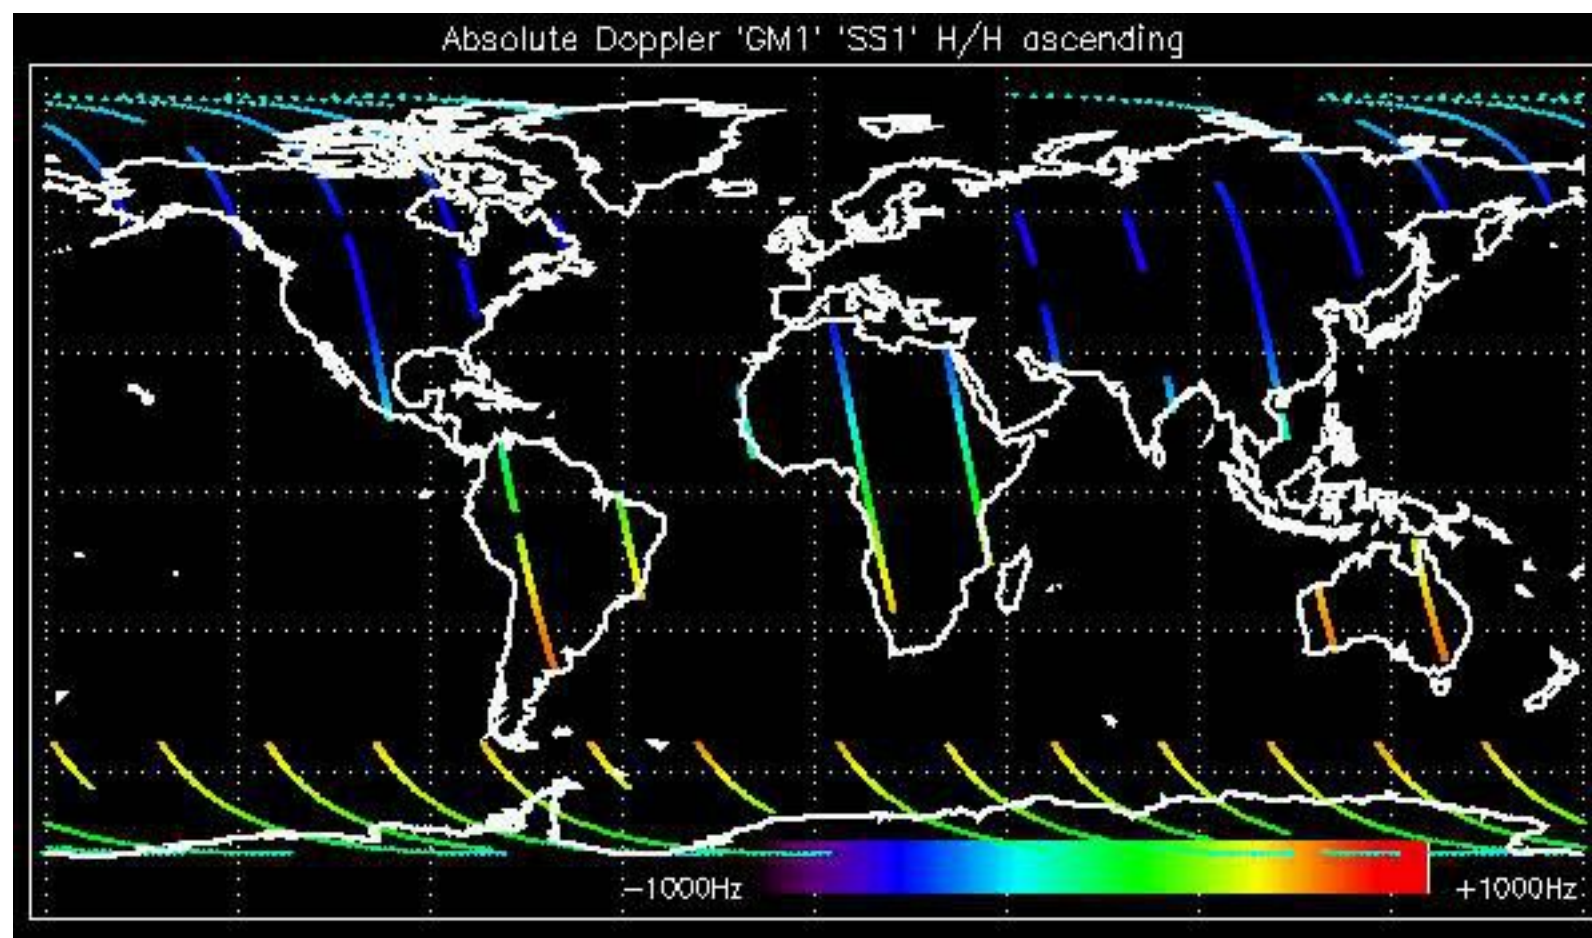 Absolute Doppler 'GM1' 'SS1' H/H ascending
−1000Hz
+1000Hz